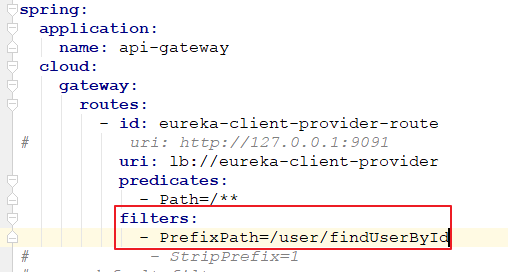 spring:
application:
name: api-gateway
cloud:
gateway:
routes:
- id: eureka-client-provider-route
# uri: http://127.0.0.1:9091
uri: lb://eureka-client-provider
predicates:
- Path=/**
filters:
- PrefixPath=/user/findUserById
# - StripPrefix=1